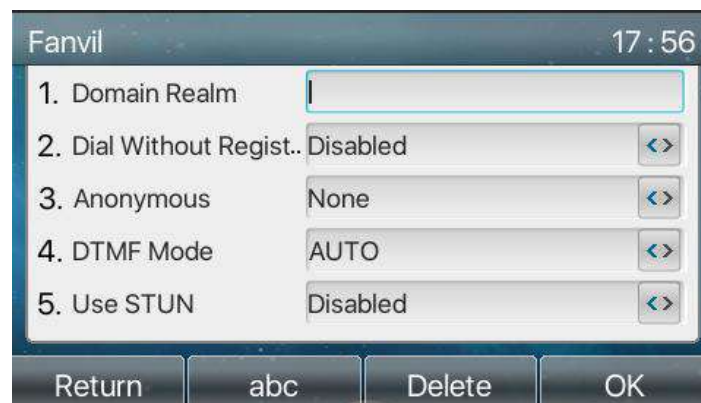 Fanvil 17 : 56
1. Domain Realm
2. Dial Without Regist.. Disabled
3. Anonymous None
4. DTMF Mode AUTO
5. Use STUN Disabled
Return abc Delete OK